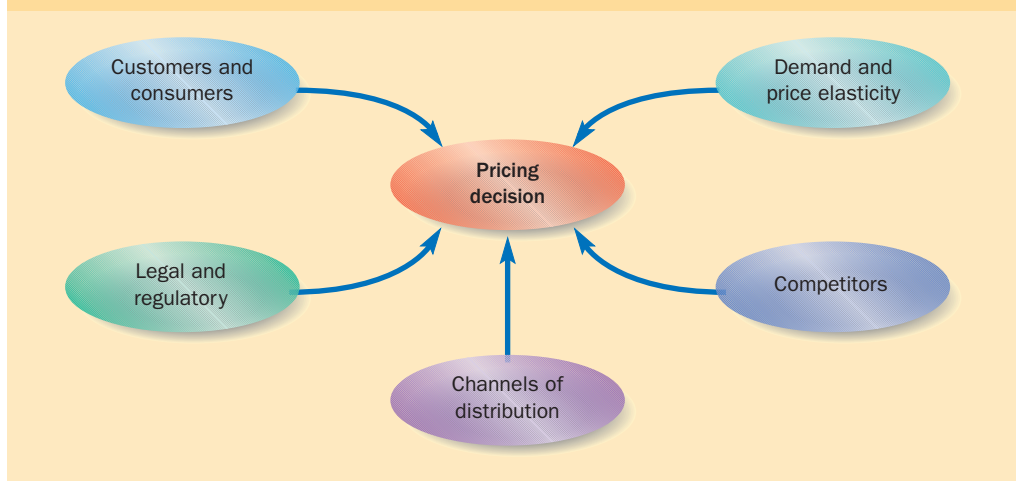 Customers and
consumers
Demand and
price elasticity
Pricing
decision
Legal and
regulatory
Competitors
Channels of
distribution